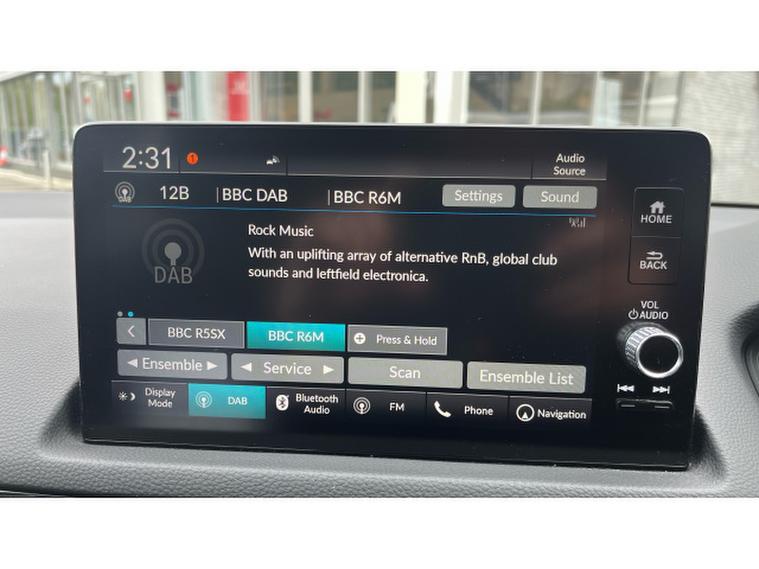 2:31
1
Audio
Source
DAB
12B
BBC DAB
BBC R6M
Settings
Sound
HOME
Rock Music
With an uplifting array of alternative RnB, global club
sounds and leftfield electronica.
DAB
BACK
VOL
AUDIO
BBC R5SX
BBC R6M
Press & Hold
Ensemble
Service
Scan
Ensemble List
Display
Mode
DAB
Bluetooth
Audio
FM
Phone
Navigation